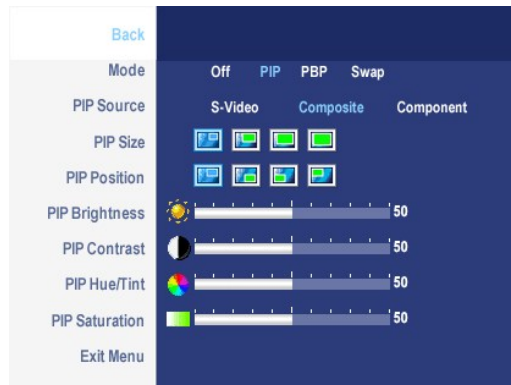 Back
Mode Off PIP PBP Swap
PIP Source S-Video Composite Component
PIP Size
PIP Position
PIP Brightness 50
PIP Contrast 50
PIP Hue/Tint 50
PIP Saturation 50
Exit Menu